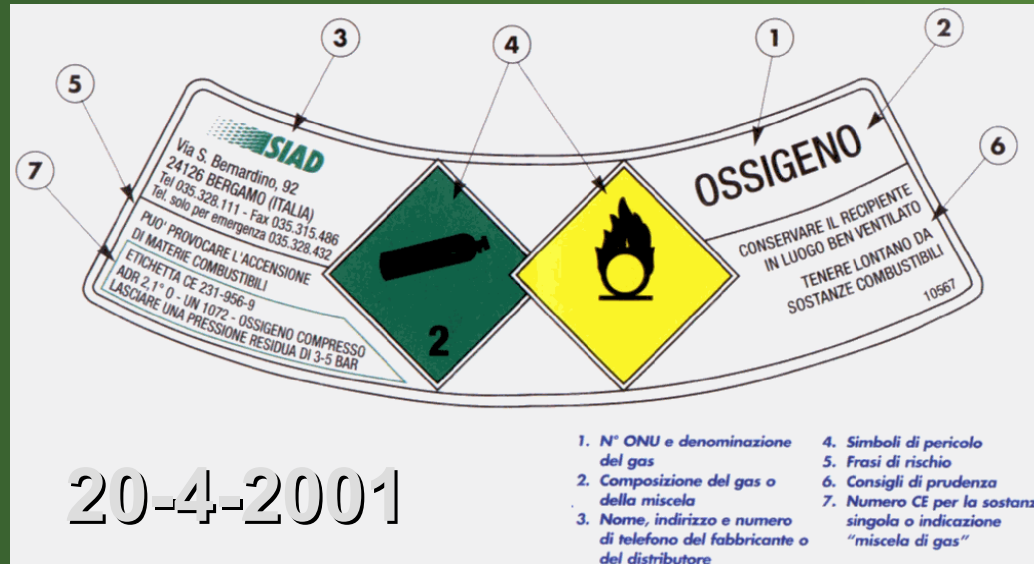 3
4
1
2
5
7
6
SIAD
Via S. Bernardino, 92
24126 BERGAMO (ITALIA)
Tel 035.328.111 - Fax 035.315.486
Tel. solo per emergenza 035.328.432
PUO' PROVOCARE L'ACCENSIONE
DI MATERIE COMBUSTIBILI
ETICHETTA CE 231-956-9
ADR 2,1° 0 - UN 1072 - OSSIGENO COMPRESSO
LASCIARE UNA PRESSIONE RESIDUA DI 3-5 BAR
2
OSSIGENO
CONSERVARE IL RECIPIENTE
IN LUOGO BEN VENTILATO
TENERE LONTANO DA
SOSTANZE COMBUSTIBILI
10567
20-4-2001
1. N° ONU e denominazione
del gas
2. Composizione del gas o
della miscela
3. Nome, indirizzo e numero
di telefono del fabbricante o
del distributore
4. Simboli di pericolo
5. Frasi di rischio
6. Consigli di prudenza
7. Numero CE per la sostanz
singola o indicazione
"miscela di gas"